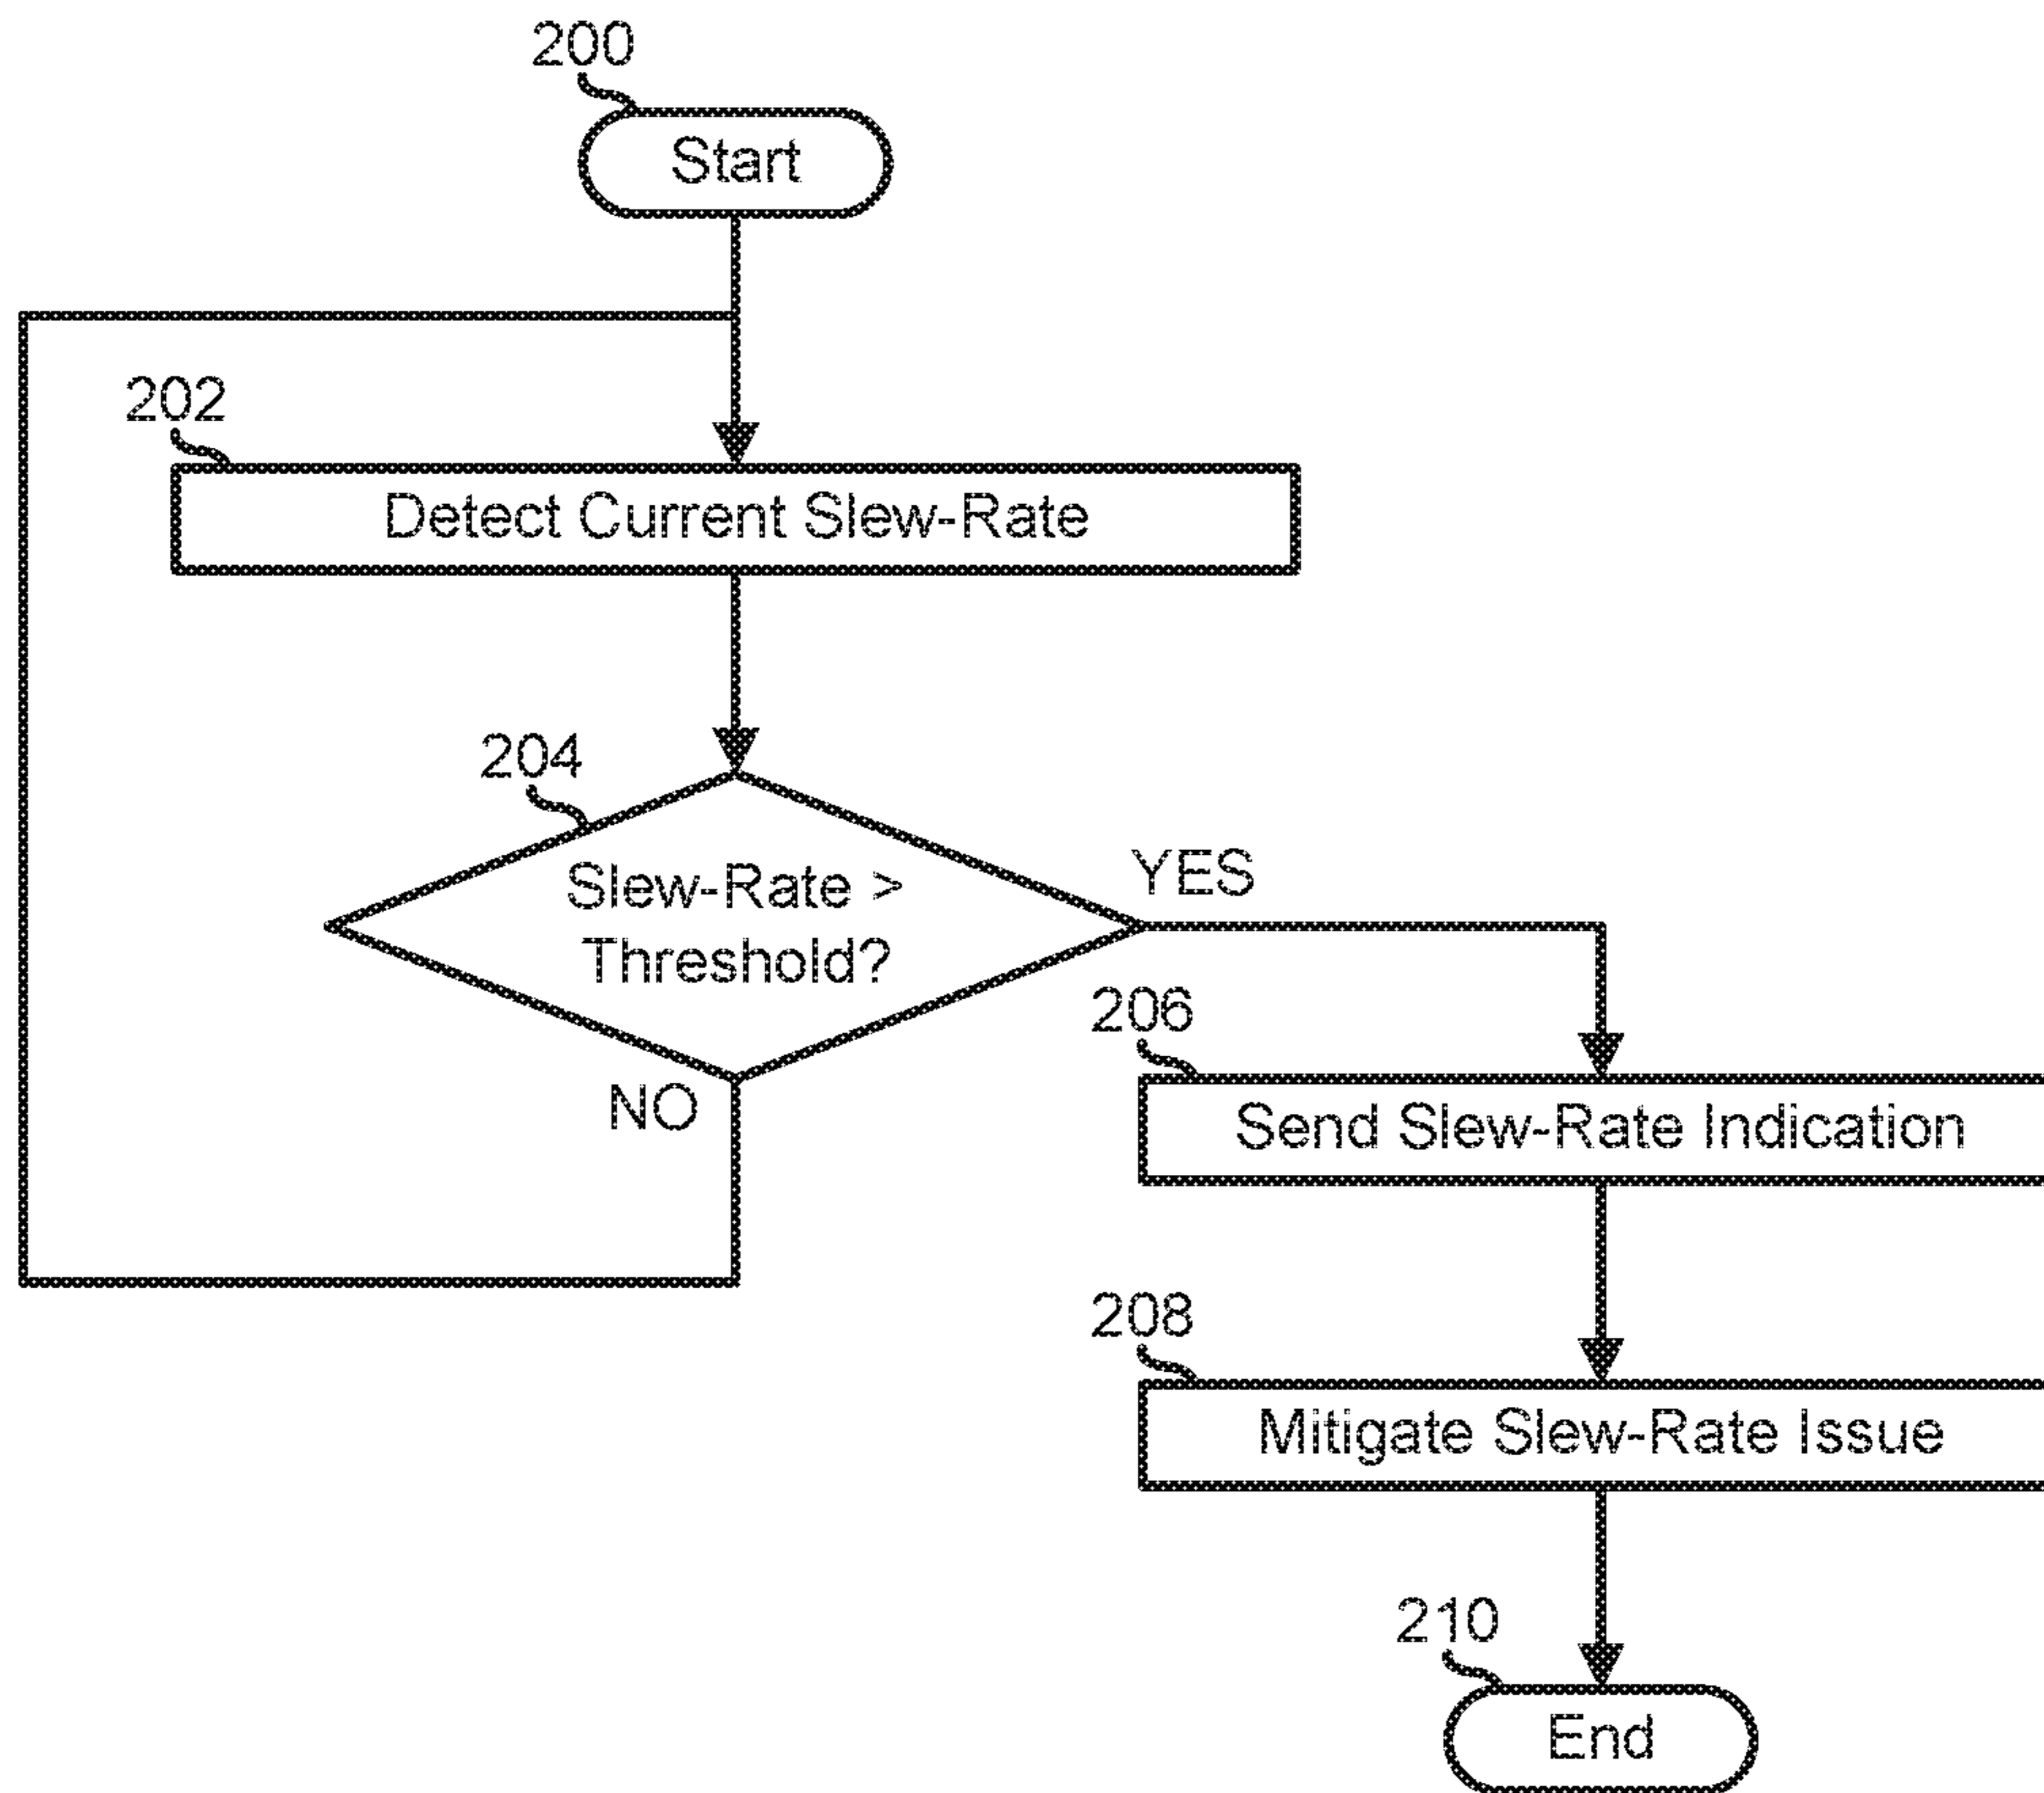 200
Start
202
Detect Current Slew-Rate
204
Slew-Rate >
Threshold?
YES
NO
206
Send Slew-Rate Indication
208
Mitigate Slew-Rate Issue
210
End